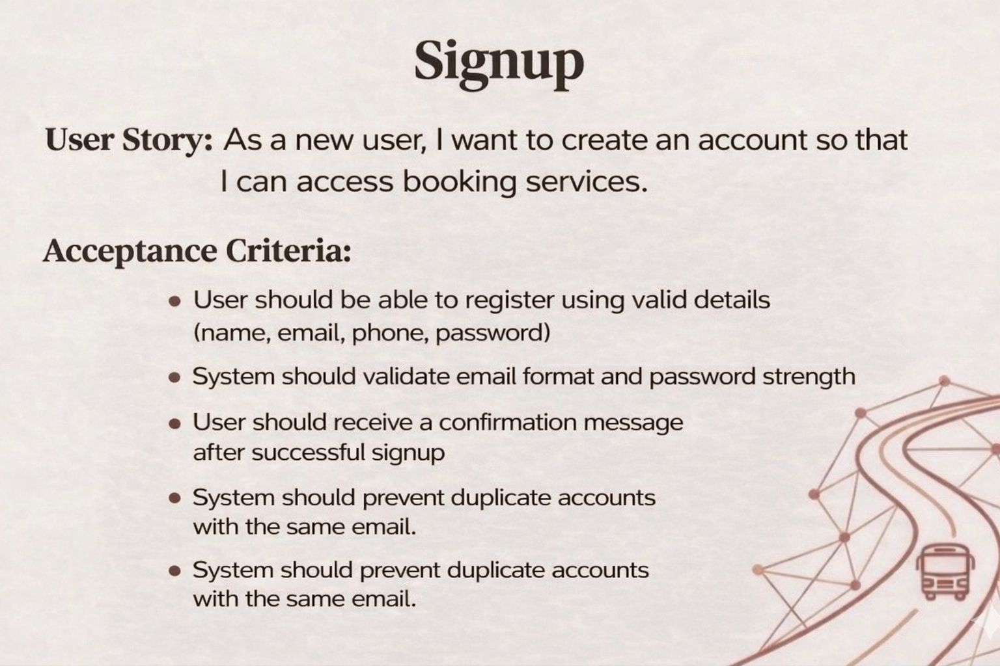 Signup
User Story: As a new user, I want to create an account so that
I can access booking services.
Acceptance Criteria:
• User should be able to register using valid details
(name, email, phone, password)
• System should validate email format and password strength
• User should receive a confirmation message
after successful signup
• System should prevent duplicate accounts
with the same email.
• System should prevent duplicate accounts
with the same email.